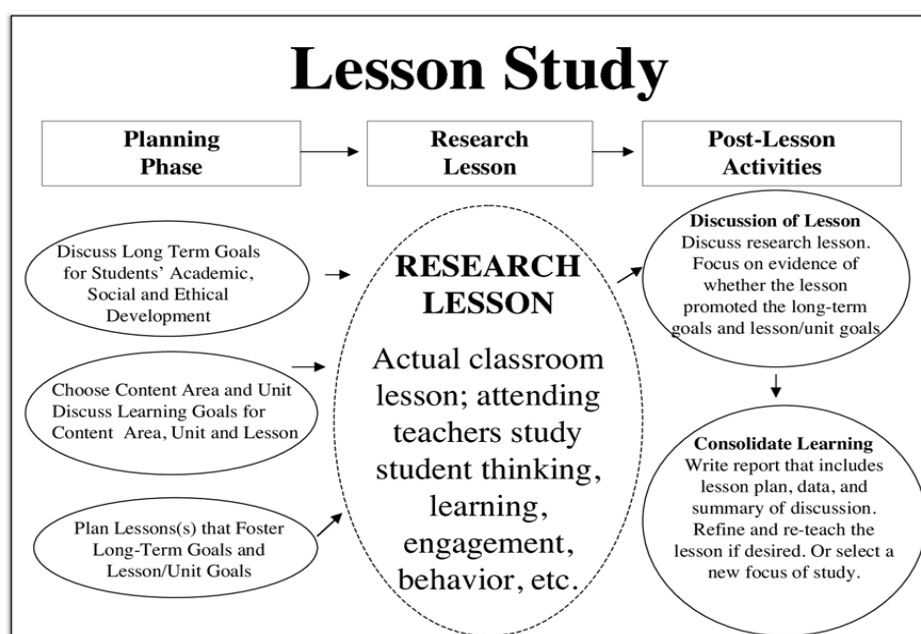 Lesson Study
Planning
Phase
Research
Lesson
Post-Lesson
Activities
Discuss Long Term Goals
for Students’ Academic,
Social and Ethical
Development
Choose Content Area and Unit
Discuss Learning Goals for
Content Area, Unit and Lesson
Plan Lessons(s) that Foster
Long-Term Goals and
Lesson/Unit Goals
RESEARCH
LESSON
Actual classroom
lesson; attending
teachers study
student thinking,
learning,
engagement,
behavior, etc.
Discussion of Lesson
Discuss research lesson.
Focus on evidence of
whether the lesson
promoted the long-term
goals and lesson/unit goals
Consolidate Learning
Write report that includes
lesson plan, data, and
summary of discussion.
Refine and re-teach the
lesson if desired. Or select a
new focus of study.